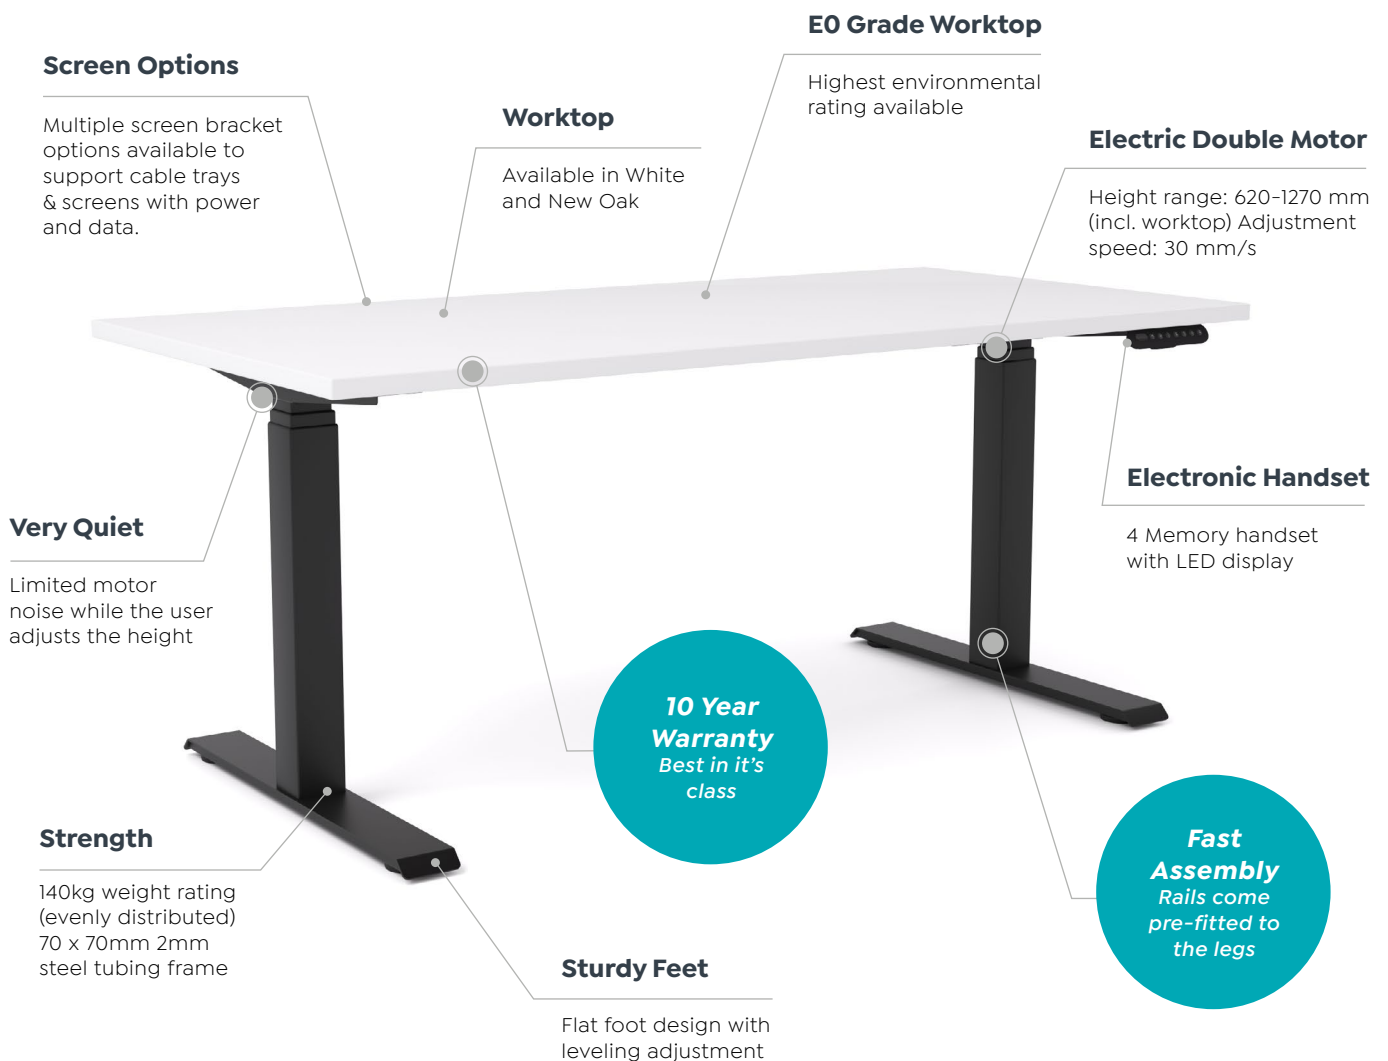 E0 Grade Worktop
Highest environmental
rating available
Screen Options
Multiple screen bracket
options available to
support cable trays
& screens with power
and data.
Worktop
Available in White
and New Oak
Electric Double Motor
Height range: 620-1270 mm
(incl. worktop) Adjustment
speed: 30 mm/s
Electronic Handset
4 Memory handset
with LED display
Very Quiet
Limited motor
noise while the user
adjusts the height
10 Year
Warranty
Best in it's
class
Fast
Assembly
Rails come
pre-fitted to
the legs
Strength
140kg weight rating
(evenly distributed)
70 x 70mm 2mm
steel tubing frame
Sturdy Feet
Flat foot design with
leveling adjustment